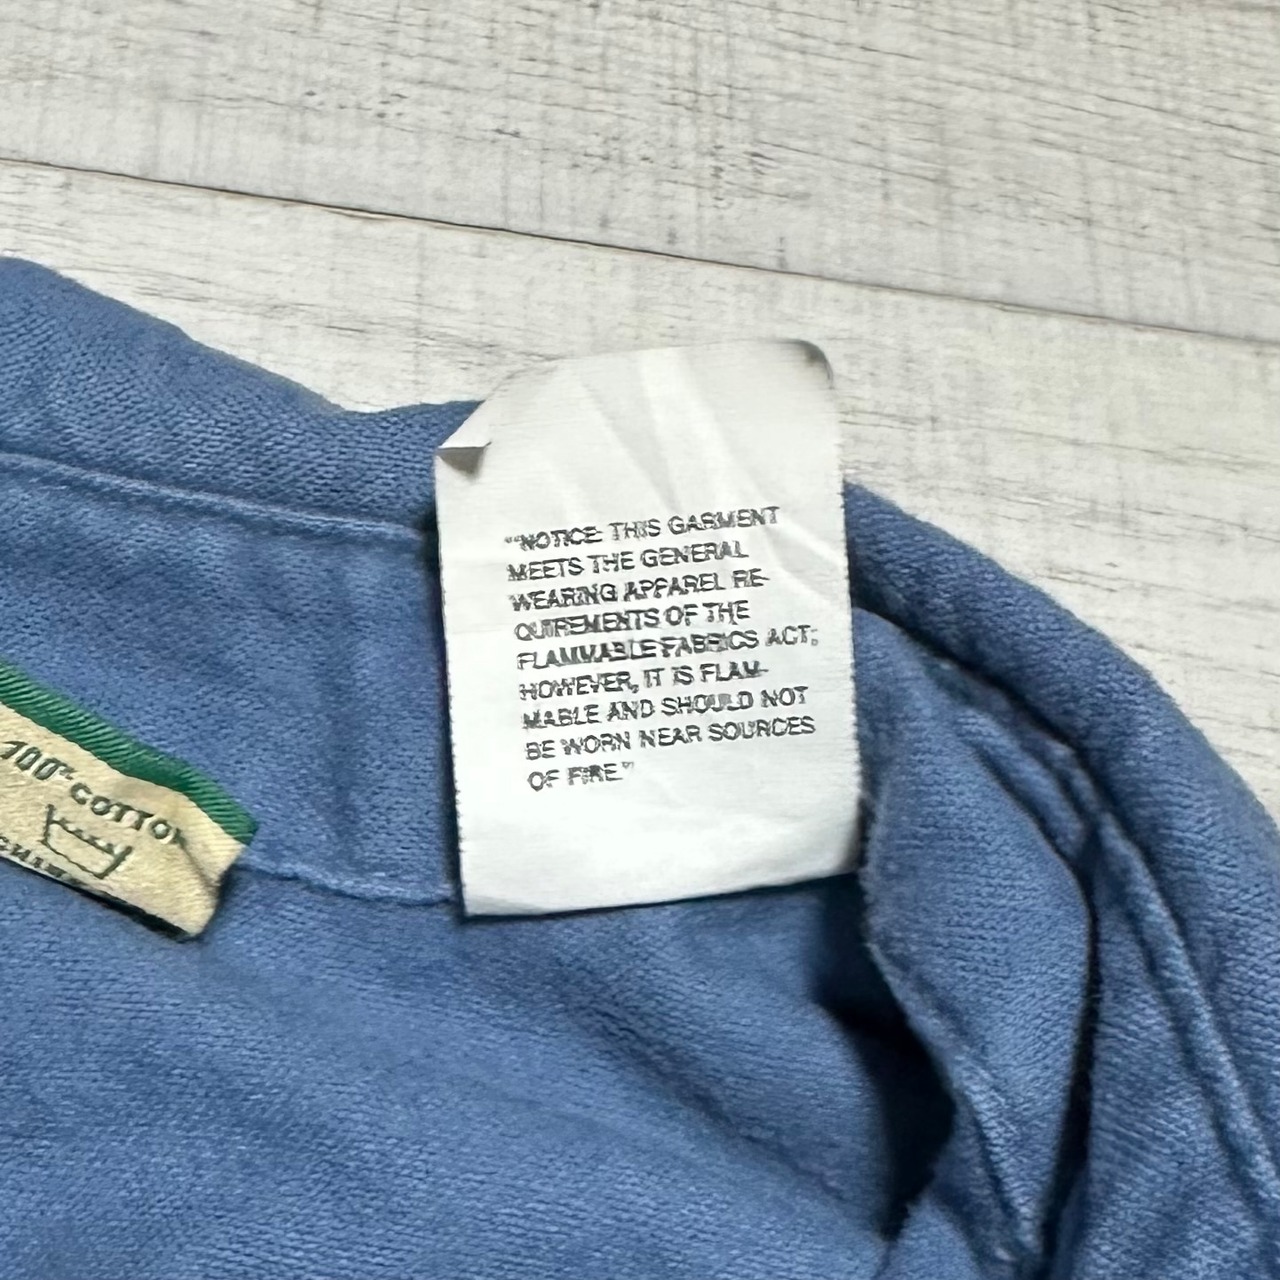 "NOTICE: THIS GARMENT
MEETS THE GENERAL
WEARING APPAREL RE-
QUIREMENTS OF THE
FLAMMABLE FABRICS ACT;
HOWEVER, IT IS FLAM-
MABLE AND SHOULD NOT
BE WORN NEAR SOURCES
OF FIRE"
100% COTTON